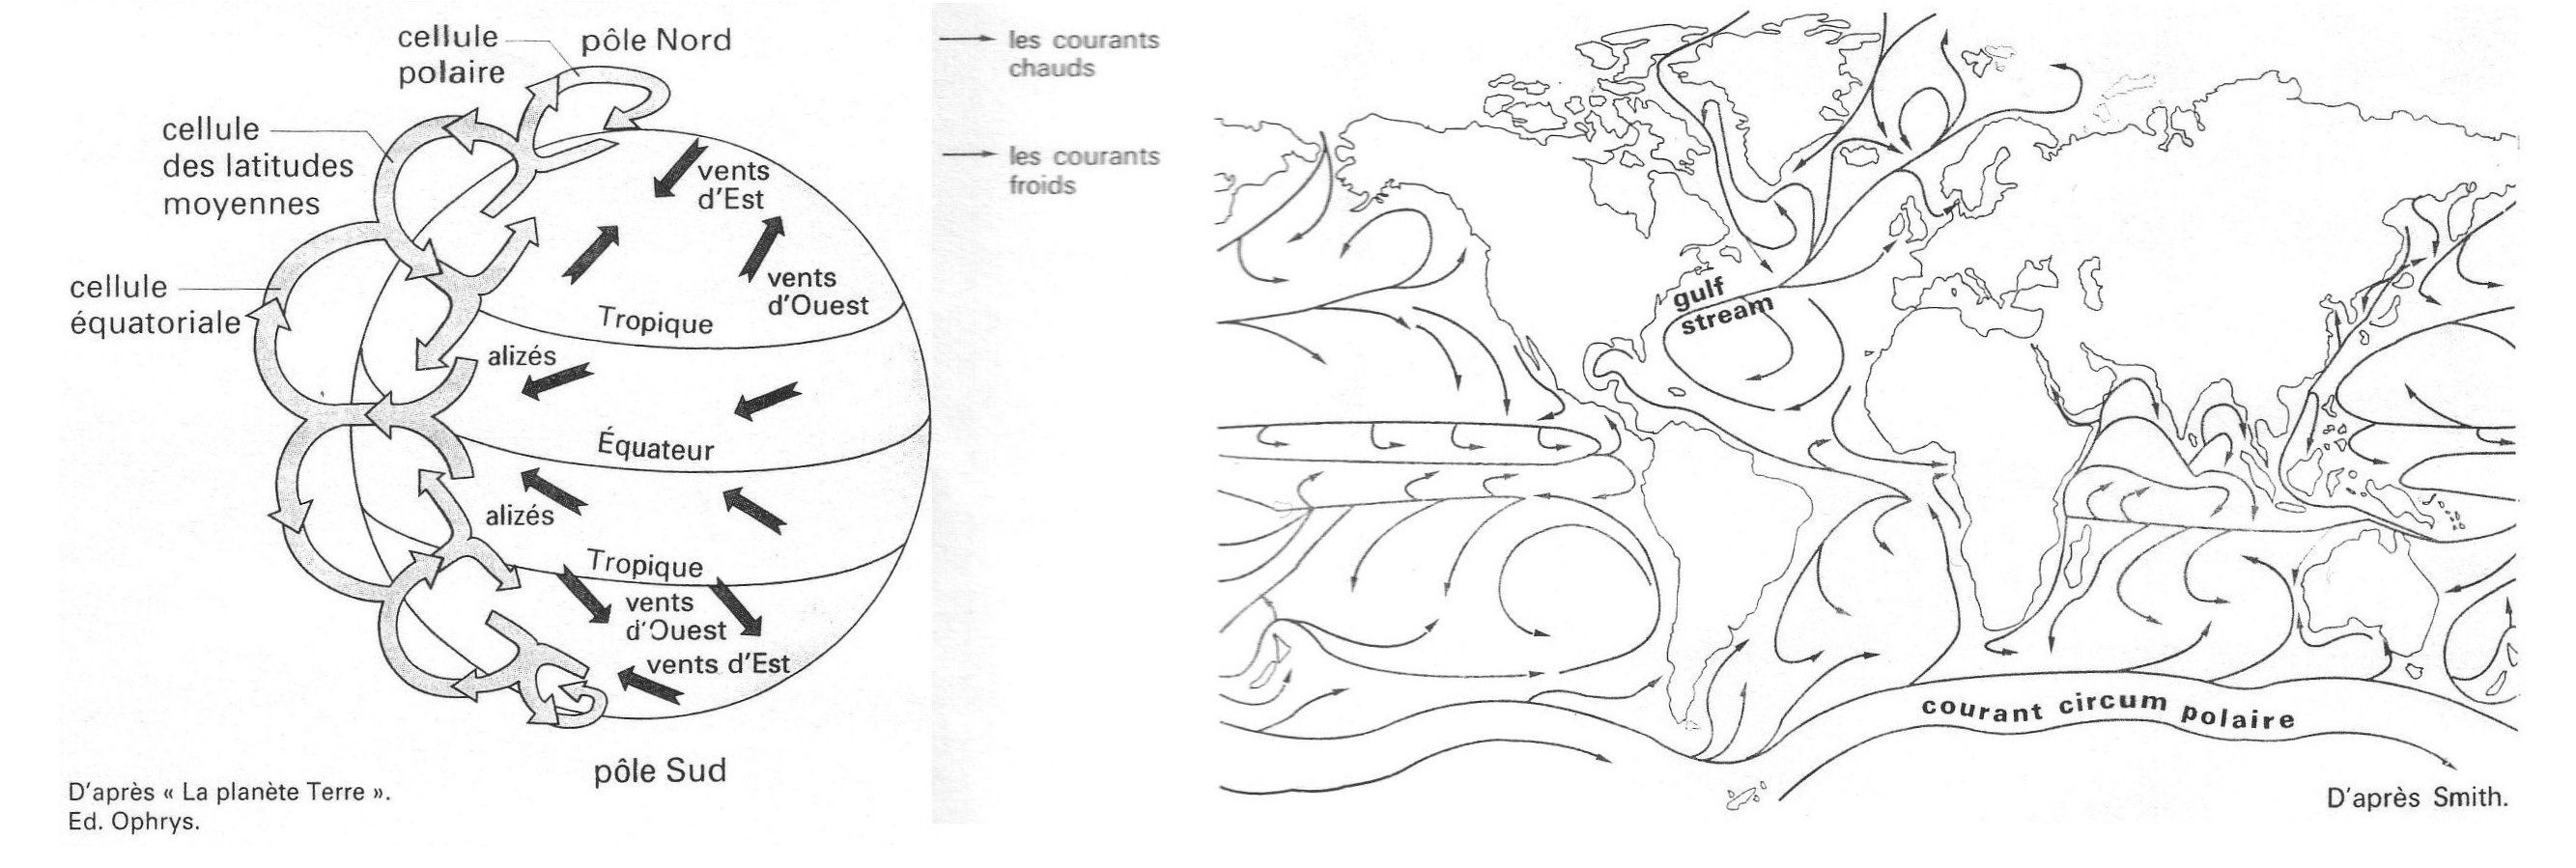 cellule
polaire
pôle Nord
cellule
des latitudes
moyennes
vents
d'Est
vents
d'Ouest
cellule
équatoriale
Tropique
alizés
Équateur
alizés
Tropique
vents
d'Ouest
vents d'Est
pôle Sud
D'après « La planète Terre ».
Ed. Ophrys.
les courants
chauds
les courants
froids
gulf
stream
courant circum polaire
D'après Smith.